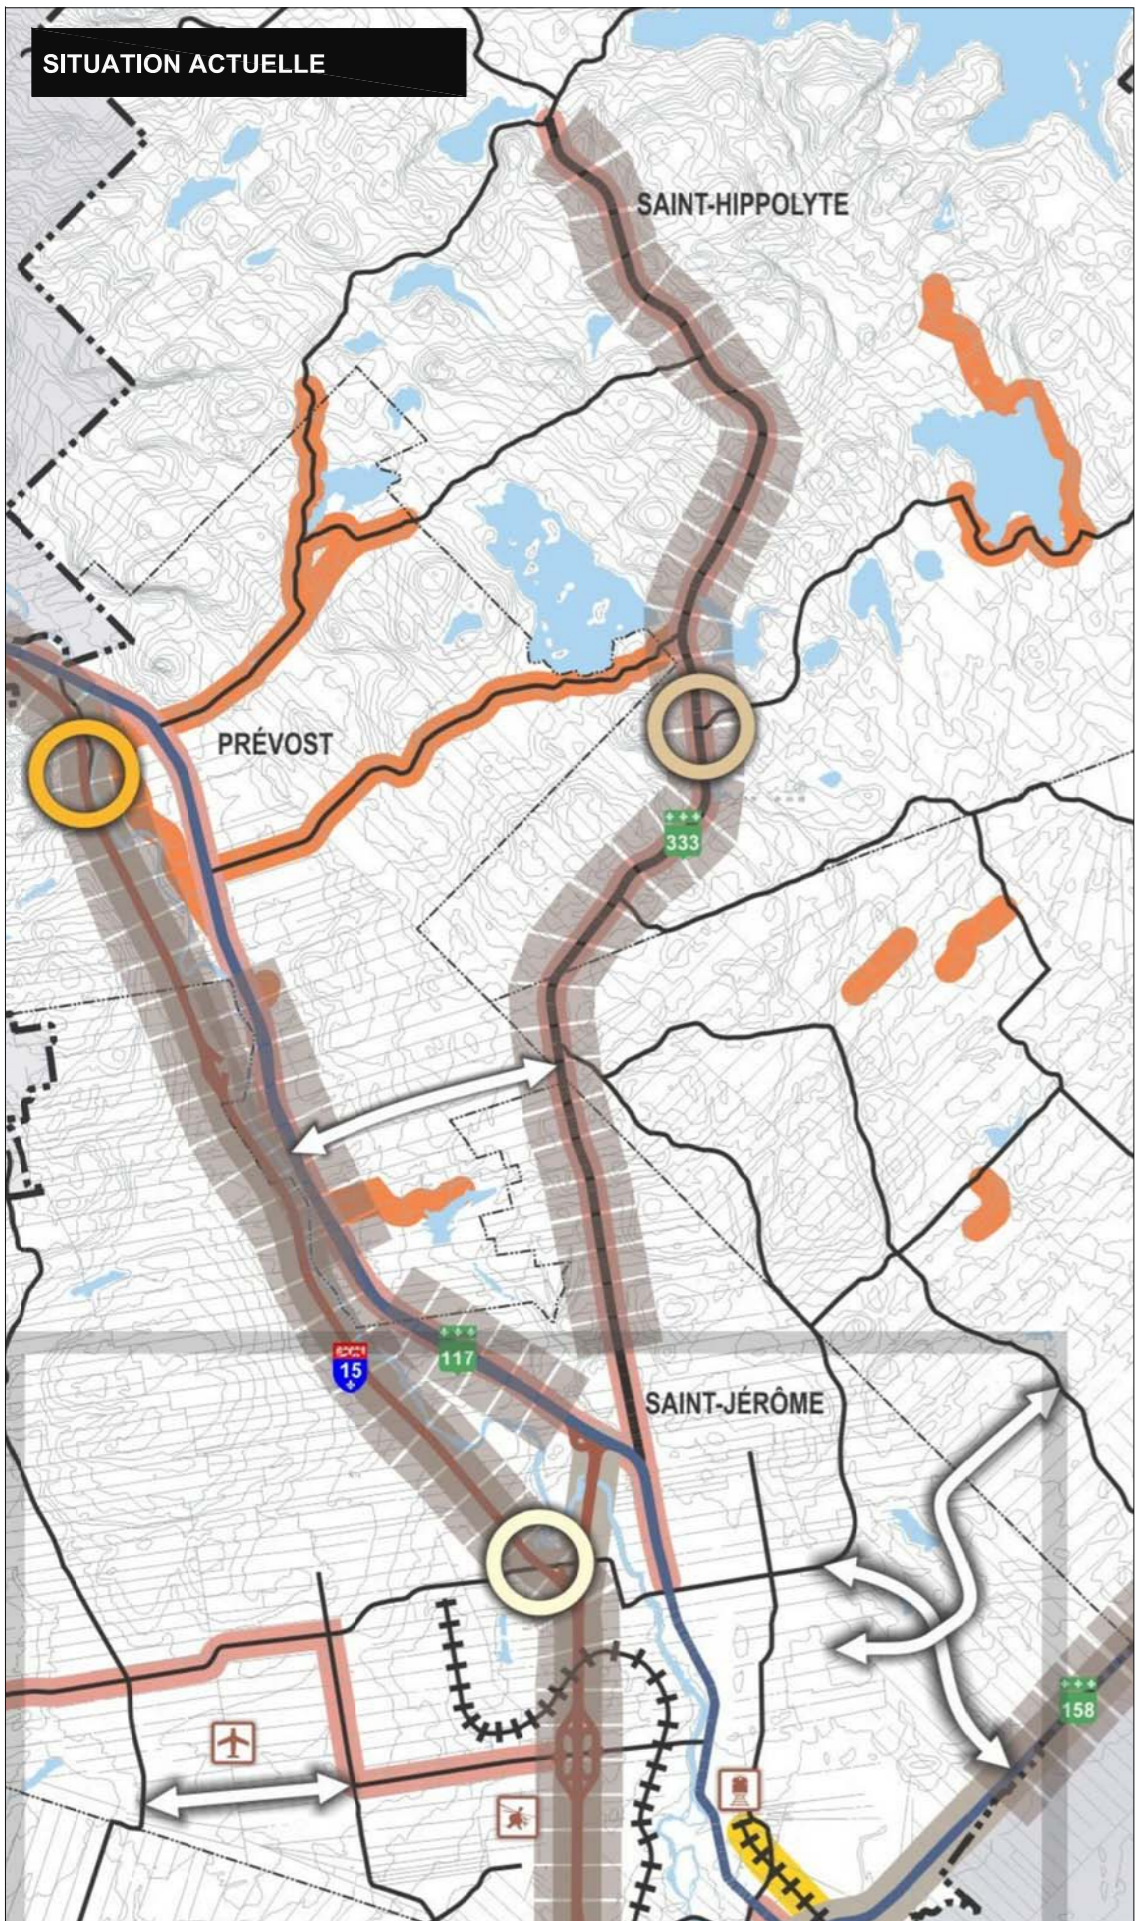 SITUATION ACTUELLE
SAINT-HIPPOLYTE
PRÉVOST
333
15
117
SAINT-JÉRÔME
158